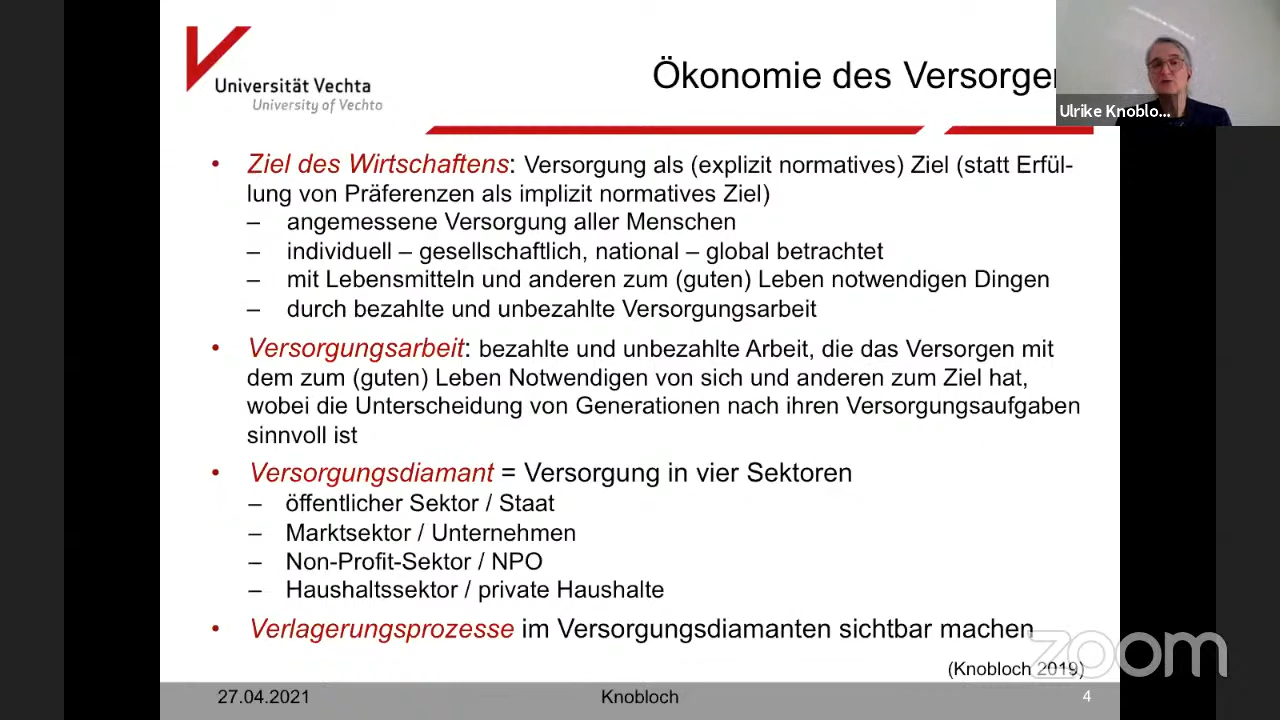 Universität Vechta
University of Vechta
Ökonomie des Versorgen
Ulrike Knoblo...
• Ziel des Wirtschaftens: Versorgung als (explizit normatives) Ziel (statt Erfül-
lung von Präferenzen als implizit normatives Ziel)
– angemessene Versorgung aller Menschen
– individuell – gesellschaftlich, national – global betrachtet
– mit Lebensmitteln und anderen zum (guten) Leben notwendigen Dingen
– durch bezahlte und unbezahlte Versorgungsarbeit
• Versorgungsarbeit: bezahlte und unbezahlte Arbeit, die das Versorgen mit
dem zum (guten) Leben Notwendigen von sich und anderen zum Ziel hat,
wobei die Unterscheidung von Generationen nach ihren Versorgungsaufgaben
sinnvoll ist
• Versorgungsdiamant = Versorgung in vier Sektoren
– öffentlicher Sektor / Staat
– Marktsektor / Unternehmen
– Non-Profit-Sektor / NPO
– Haushaltssektor / private Haushalte
• Verlagerungsprozesse im Versorgungsdiamanten sichtbar machen
zoom
(Knobloch 2019)
27.04.2021 Knobloch 4